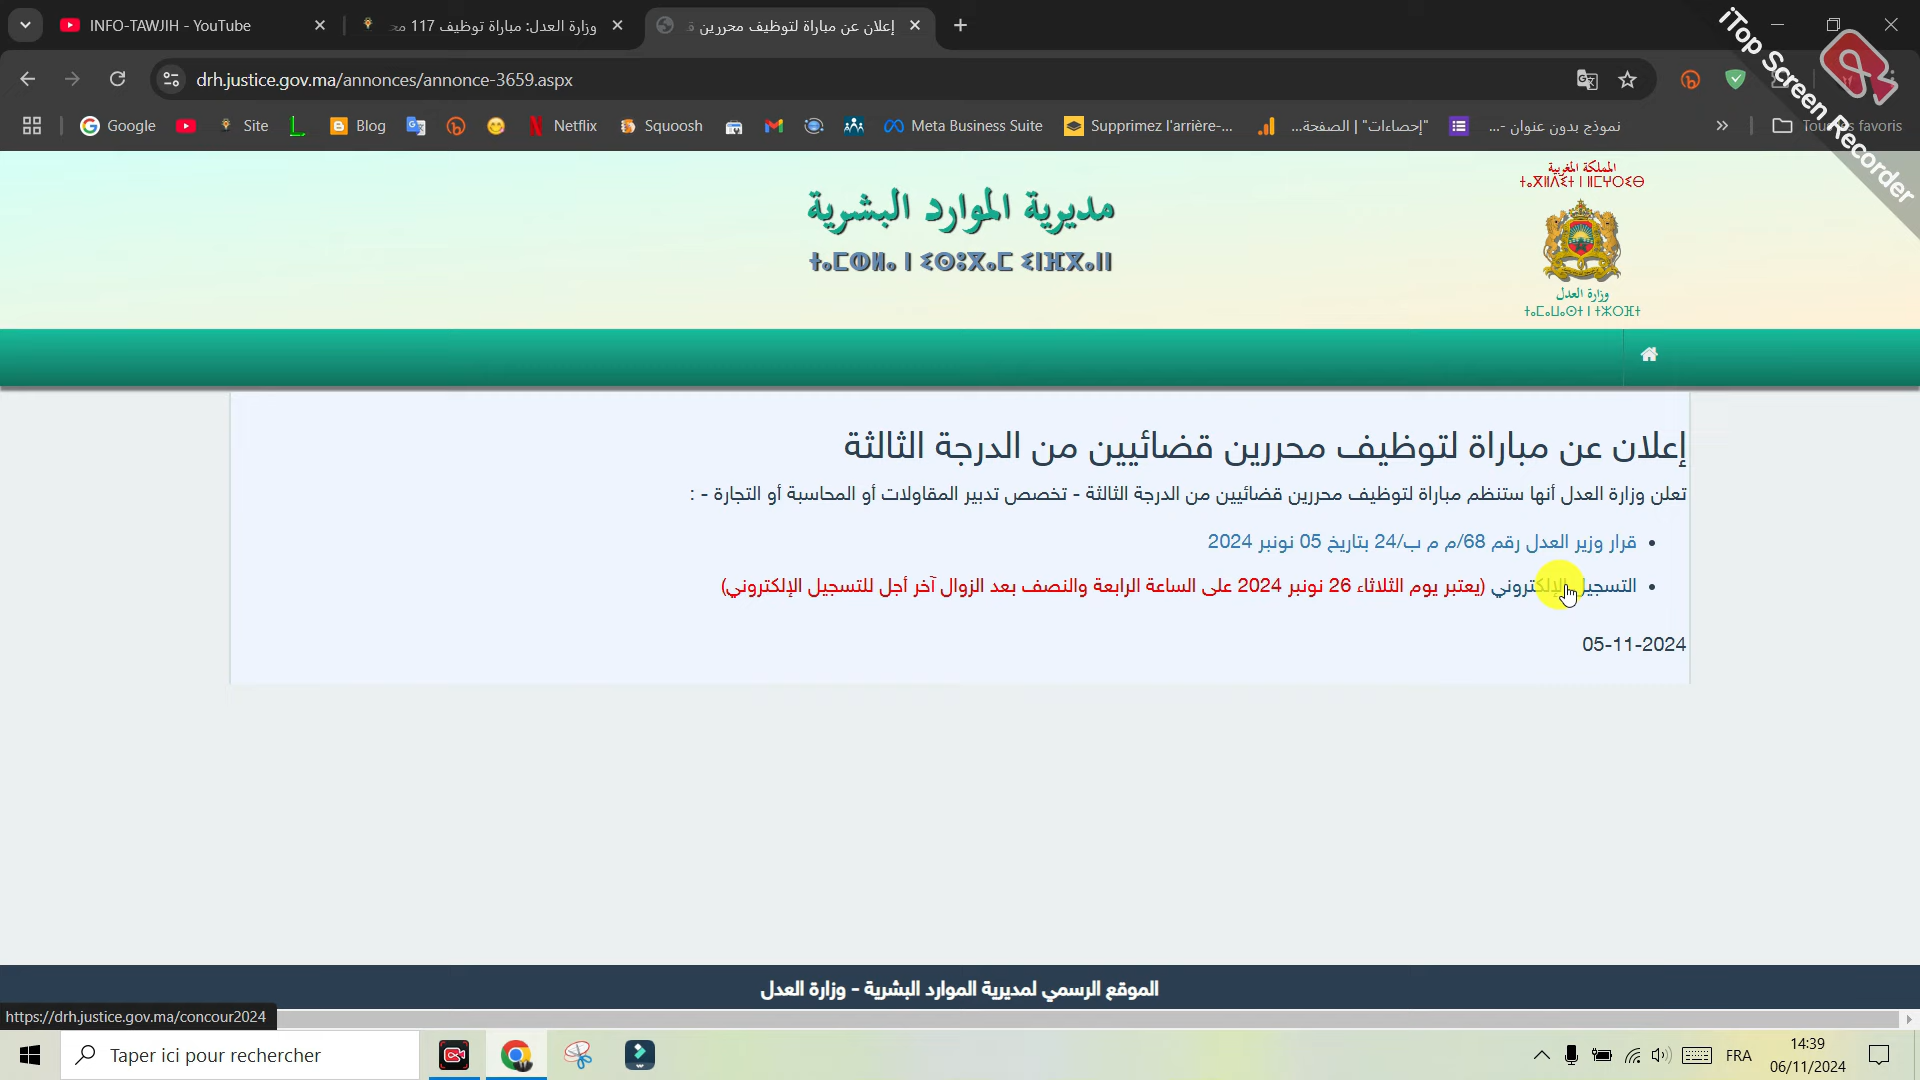 INFO-TAWJIH - YouTube
وزارة العدل: مباراة توظيف 117 مح
إعلان عن مباراة لتوظيف محررين ق
drh.justice.gov.ma/annonces/annonce-3659.aspx
Google
Site
Blog
Netflix
Squoosh
Meta Business Suite
Supprimez l'arrière-...
"إحصاءات" | الصفحة...
نموذج بدون عنوان -...
favoris
iTop Screen Recorder
المملكة المغربية
ⵜⴰⴳⵍⴷⵉⵜ ⵏ ⵍⵎⵖⵔⵉⴱ
مديرية الموارد البشرية
ⵜⴰⵎⵀⵍⴰ ⵏ ⵉⵙⵓⴳⴰⵎ ⵉⵏⴼⴳⴰⵏⵏ
وزارة العدل
إعلان عن مباراة لتوظيف محررين قضائيين من الدرجة الثالثة
تعلن وزارة العدل أنها ستنظم مباراة لتوظيف محررين قضائيين من الدرجة الثالثة - تخصص تدبير المقاولات أو المحاسبة أو التجارة - :
• قرار وزير العدل رقم 68/م م ب/24 بتاريخ 05 نونبر 2024
• التسجيل الإلكتروني (يعتبر يوم الثلاثاء 26 نونبر 2024 على الساعة الرابعة والنصف بعد الزوال آخر أجل للتسجيل الإلكتروني)
05-11-2024
الموقع الرسمي لمديرية الموارد البشرية - وزارة العدل
https://drh.justice.gov.ma/concour2024
Taper ici pour rechercher
FRA
14:39
06/11/2024